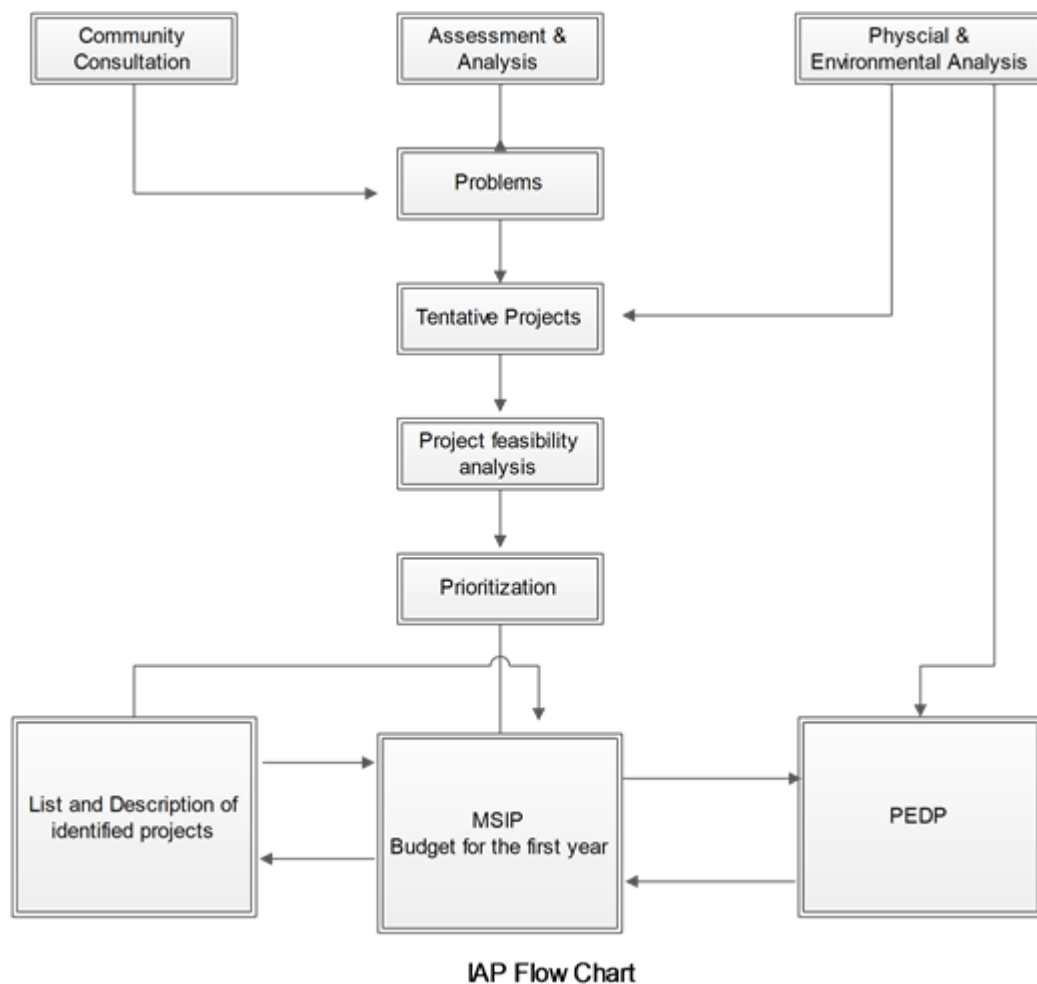 Community
Consultation
Assessment &
Analysis
Physcial &
Environmental Analysis
Problems
Tentative Projects
Project feasibility
analysis
Prioritization
List and Description of
identified projects
MSIP
Budget for the first year
PEDP
IAP Flow Chart